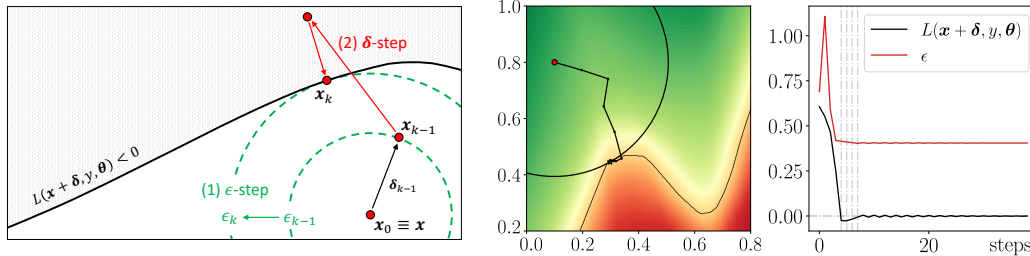 (2) δ-step
x_k
x_{k−1}
L(x + δ, y, θ) < 0
(1) ϵ-step
δ_{k−1}
ϵ_k
ϵ_{k−1}
x_0 ≡ x
1.0
0.8
0.6
0.4
0.2
0.0 0.2 0.4 0.6 0.8
L(x + δ, y, θ)
ϵ
1.00
0.75
0.50
0.25
0.00
0 20 steps